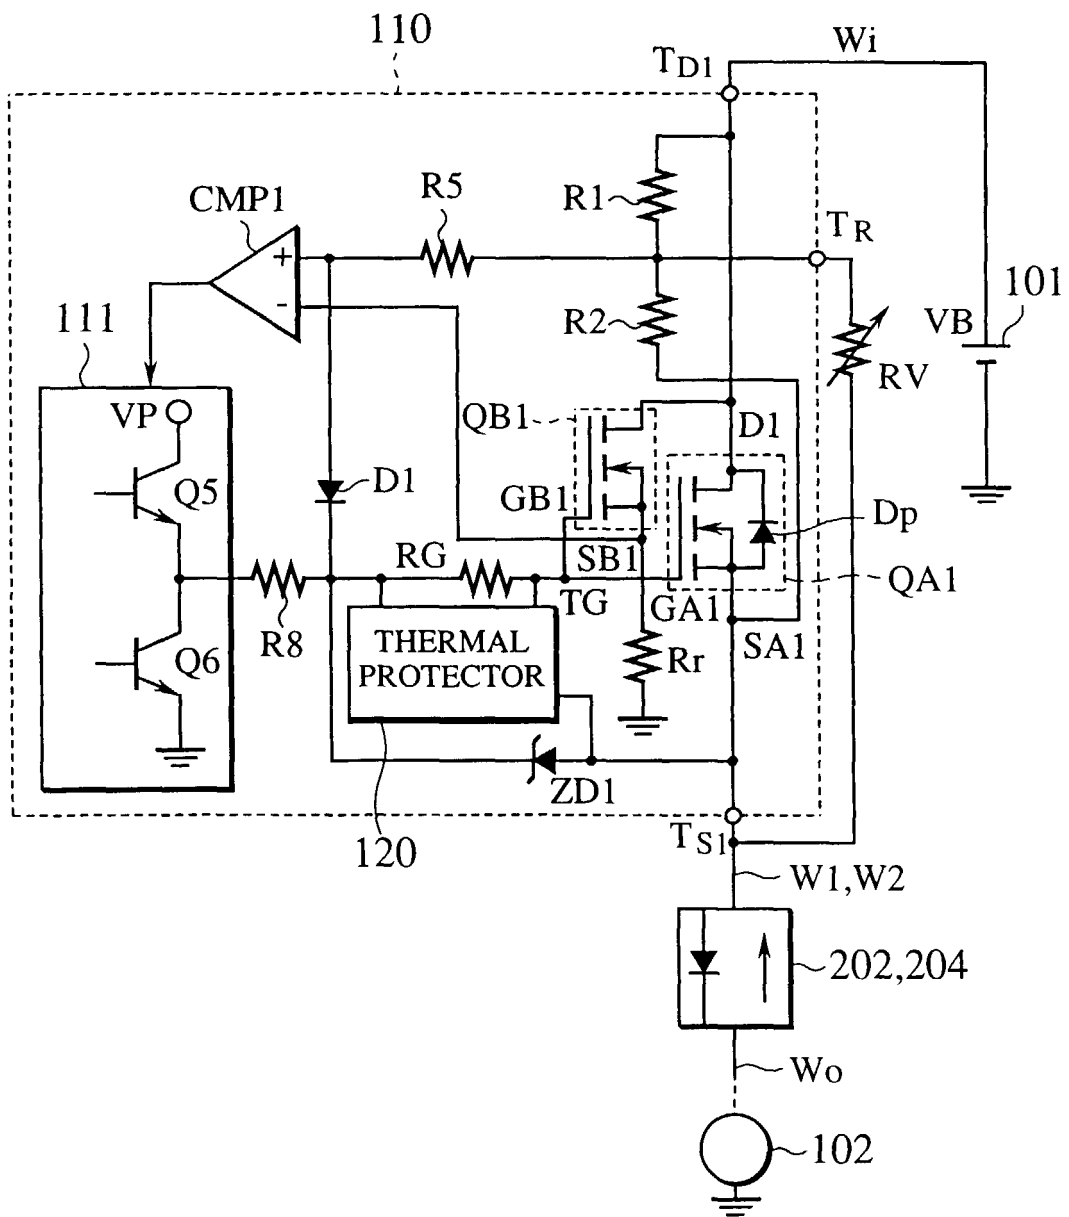 110
Wi
TD1
R5
R1
CMP1
TR
+
-
101
111
R2
VB
RV
VP
QB1
D1
Q5
D1
GB1
Dp
RG
SB1
QA1
TG
GA1
R8
SA1
Q6
THERMAL
PROTECTOR
Rr
ZD1
120
TS1
W1,W2
202,204
Wo
102